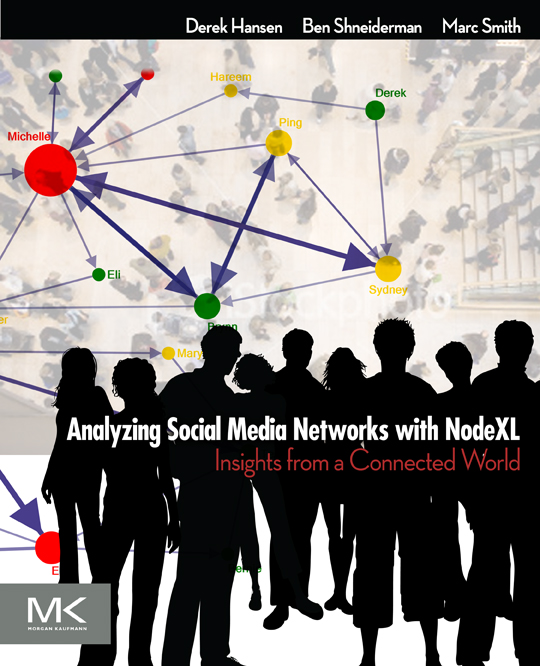 Derek Hansen Ben Shneiderman Marc Smith
Hareem
Derek
Ping
Michelle
Eli
Sydney
Mary
Analyzing Social Media Networks with NodeXL
Insights from a Connected World
MK
MORGAN KAUFMANN